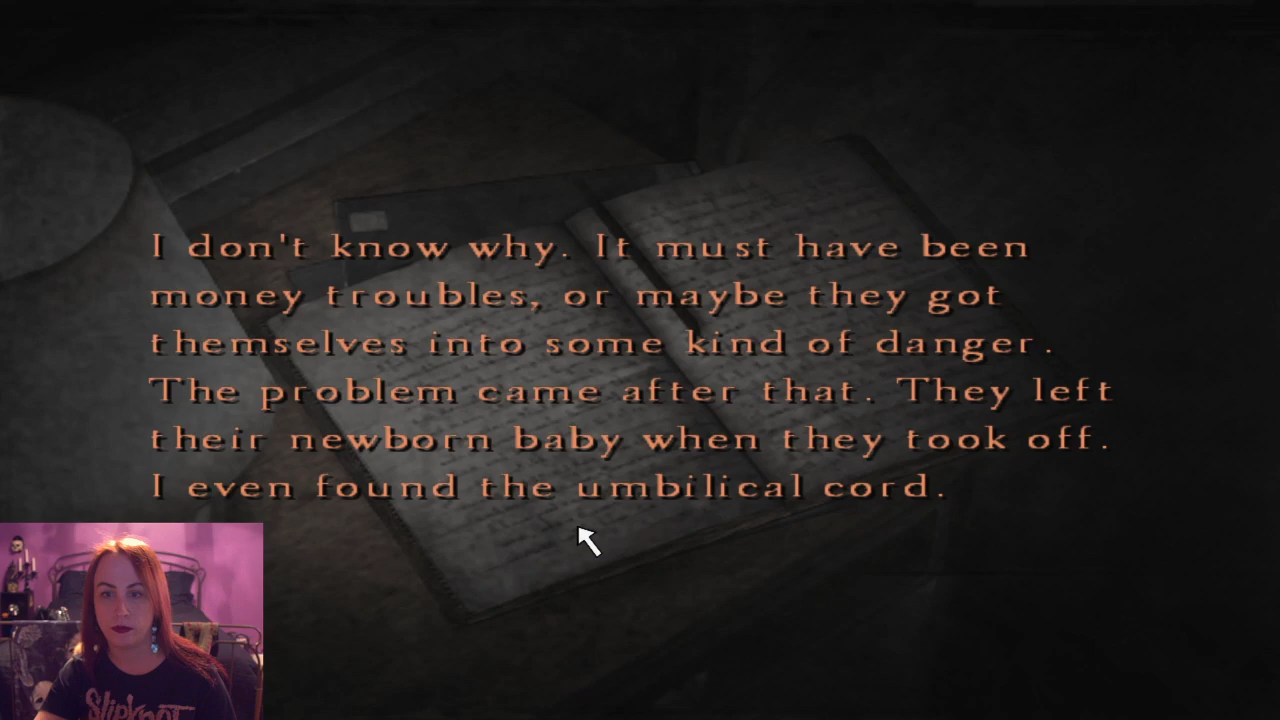 I don't know why. It must have been
money troubles, or maybe they got
themselves into some kind of danger.
The problem came after that. They left
their newborn baby when they took off.
I even found the umbilical cord.
Slipknot